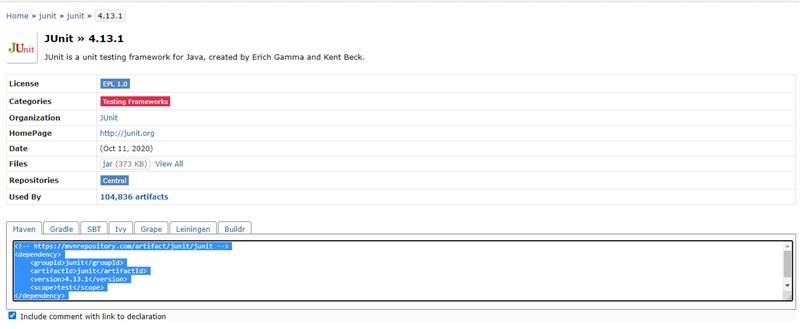 Home » junit » junit » 4.13.1
JUnit
JUnit » 4.13.1
JUnit is a unit testing framework for Java, created by Erich Gamma and Kent Beck.
License EPL 1.0
Categories Testing Frameworks
Organization JUnit
HomePage http://junit.org
Date (Oct 11, 2020)
Files jar (373 KB) View All
Repositories Central
Used By 104,836 artifacts
Maven Gradle SBT Ivy Grape Leiningen Buildr
<!-- https://mvnrepository.com/artifact/junit/junit -->
<dependency>
<groupId>junit</groupId>
<artifactId>junit</artifactId>
<version>4.13.1</version>
<scope>test</scope>
</dependency>
Include comment with link to declaration